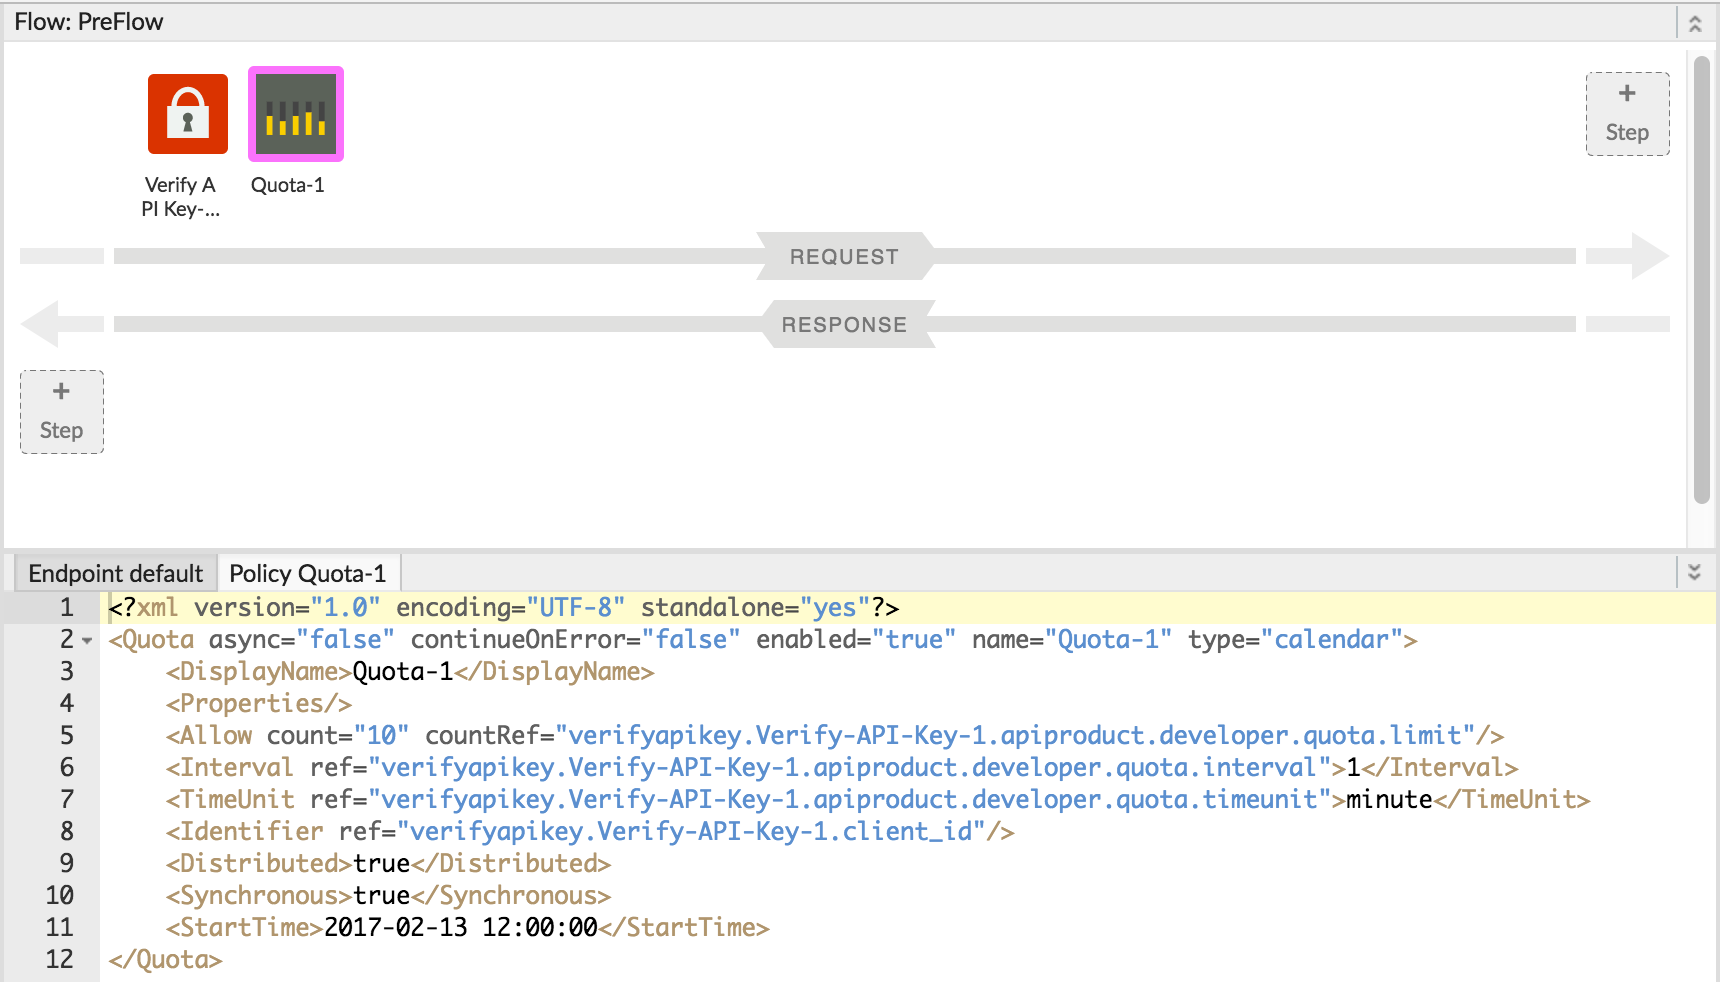 Flow: PreFlow
+
Step
Verify A
PI Key-...
Quota-1
REQUEST
RESPONSE
+
Step
Endpoint default
Policy Quota-1
1 <?xml version="1.0" encoding="UTF-8" standalone="yes"?>
2 <Quota async="false" continueOnError="false" enabled="true" name="Quota-1" type="calendar">
3     <DisplayName>Quota-1</DisplayName>
4     <Properties/>
5     <Allow count="10" countRef="verifyapikey.Verify-API-Key-1.apiproduct.developer.quota.limit"/>
6     <Interval ref="verifyapikey.Verify-API-Key-1.apiproduct.developer.quota.interval">1</Interval>
7     <TimeUnit ref="verifyapikey.Verify-API-Key-1.apiproduct.developer.quota.timeunit">minute</TimeUnit>
8     <Identifier ref="verifyapikey.Verify-API-Key-1.client_id"/>
9     <Distributed>true</Distributed>
10     <Synchronous>true</Synchronous>
11     <StartTime>2017-02-13 12:00:00</StartTime>
12 </Quota>